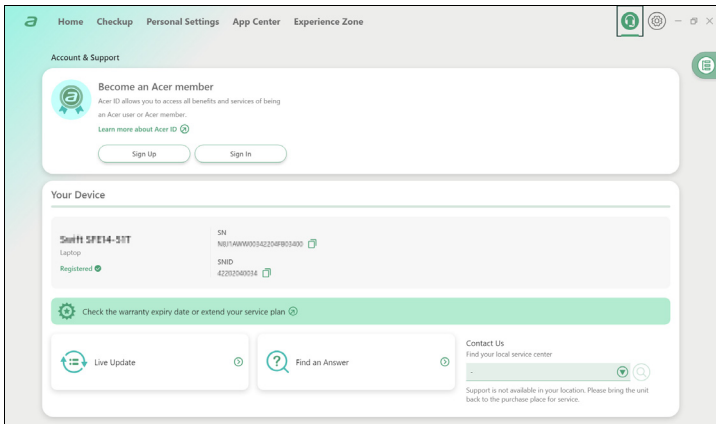 Home Checkup Personal Settings App Center Experience Zone
Account & Support
Become an Acer member
Acer ID allows you to access all benefits and services of being
an Acer user or Acer member.
Learn more about Acer ID
Sign Up Sign In
Your Device
Laptop
Registered
SN
SNID
Check the warranty expiry date or extend your service plan
Live Update
Find an Answer
Contact Us
Find your local service center
-
Support is not available in your location. Please bring the unit
back to the purchase place for service.